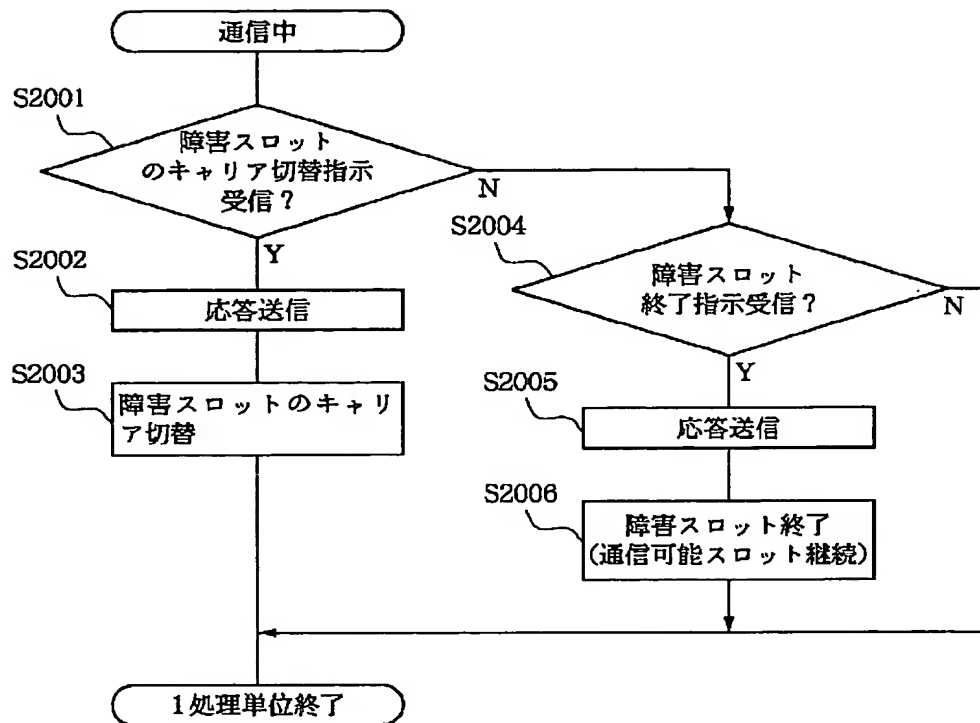 通信中
S2001
障害スロット
のキャリア切替指示
受信?
N
Y
S2002
応答送信
S2003
障害スロットのキャリ
ア切替
S2004
障害スロット
終了指示受信?
N
Y
S2005
応答送信
S2006
障害スロット終了
(通信可能スロット継続)
1処理単位終了